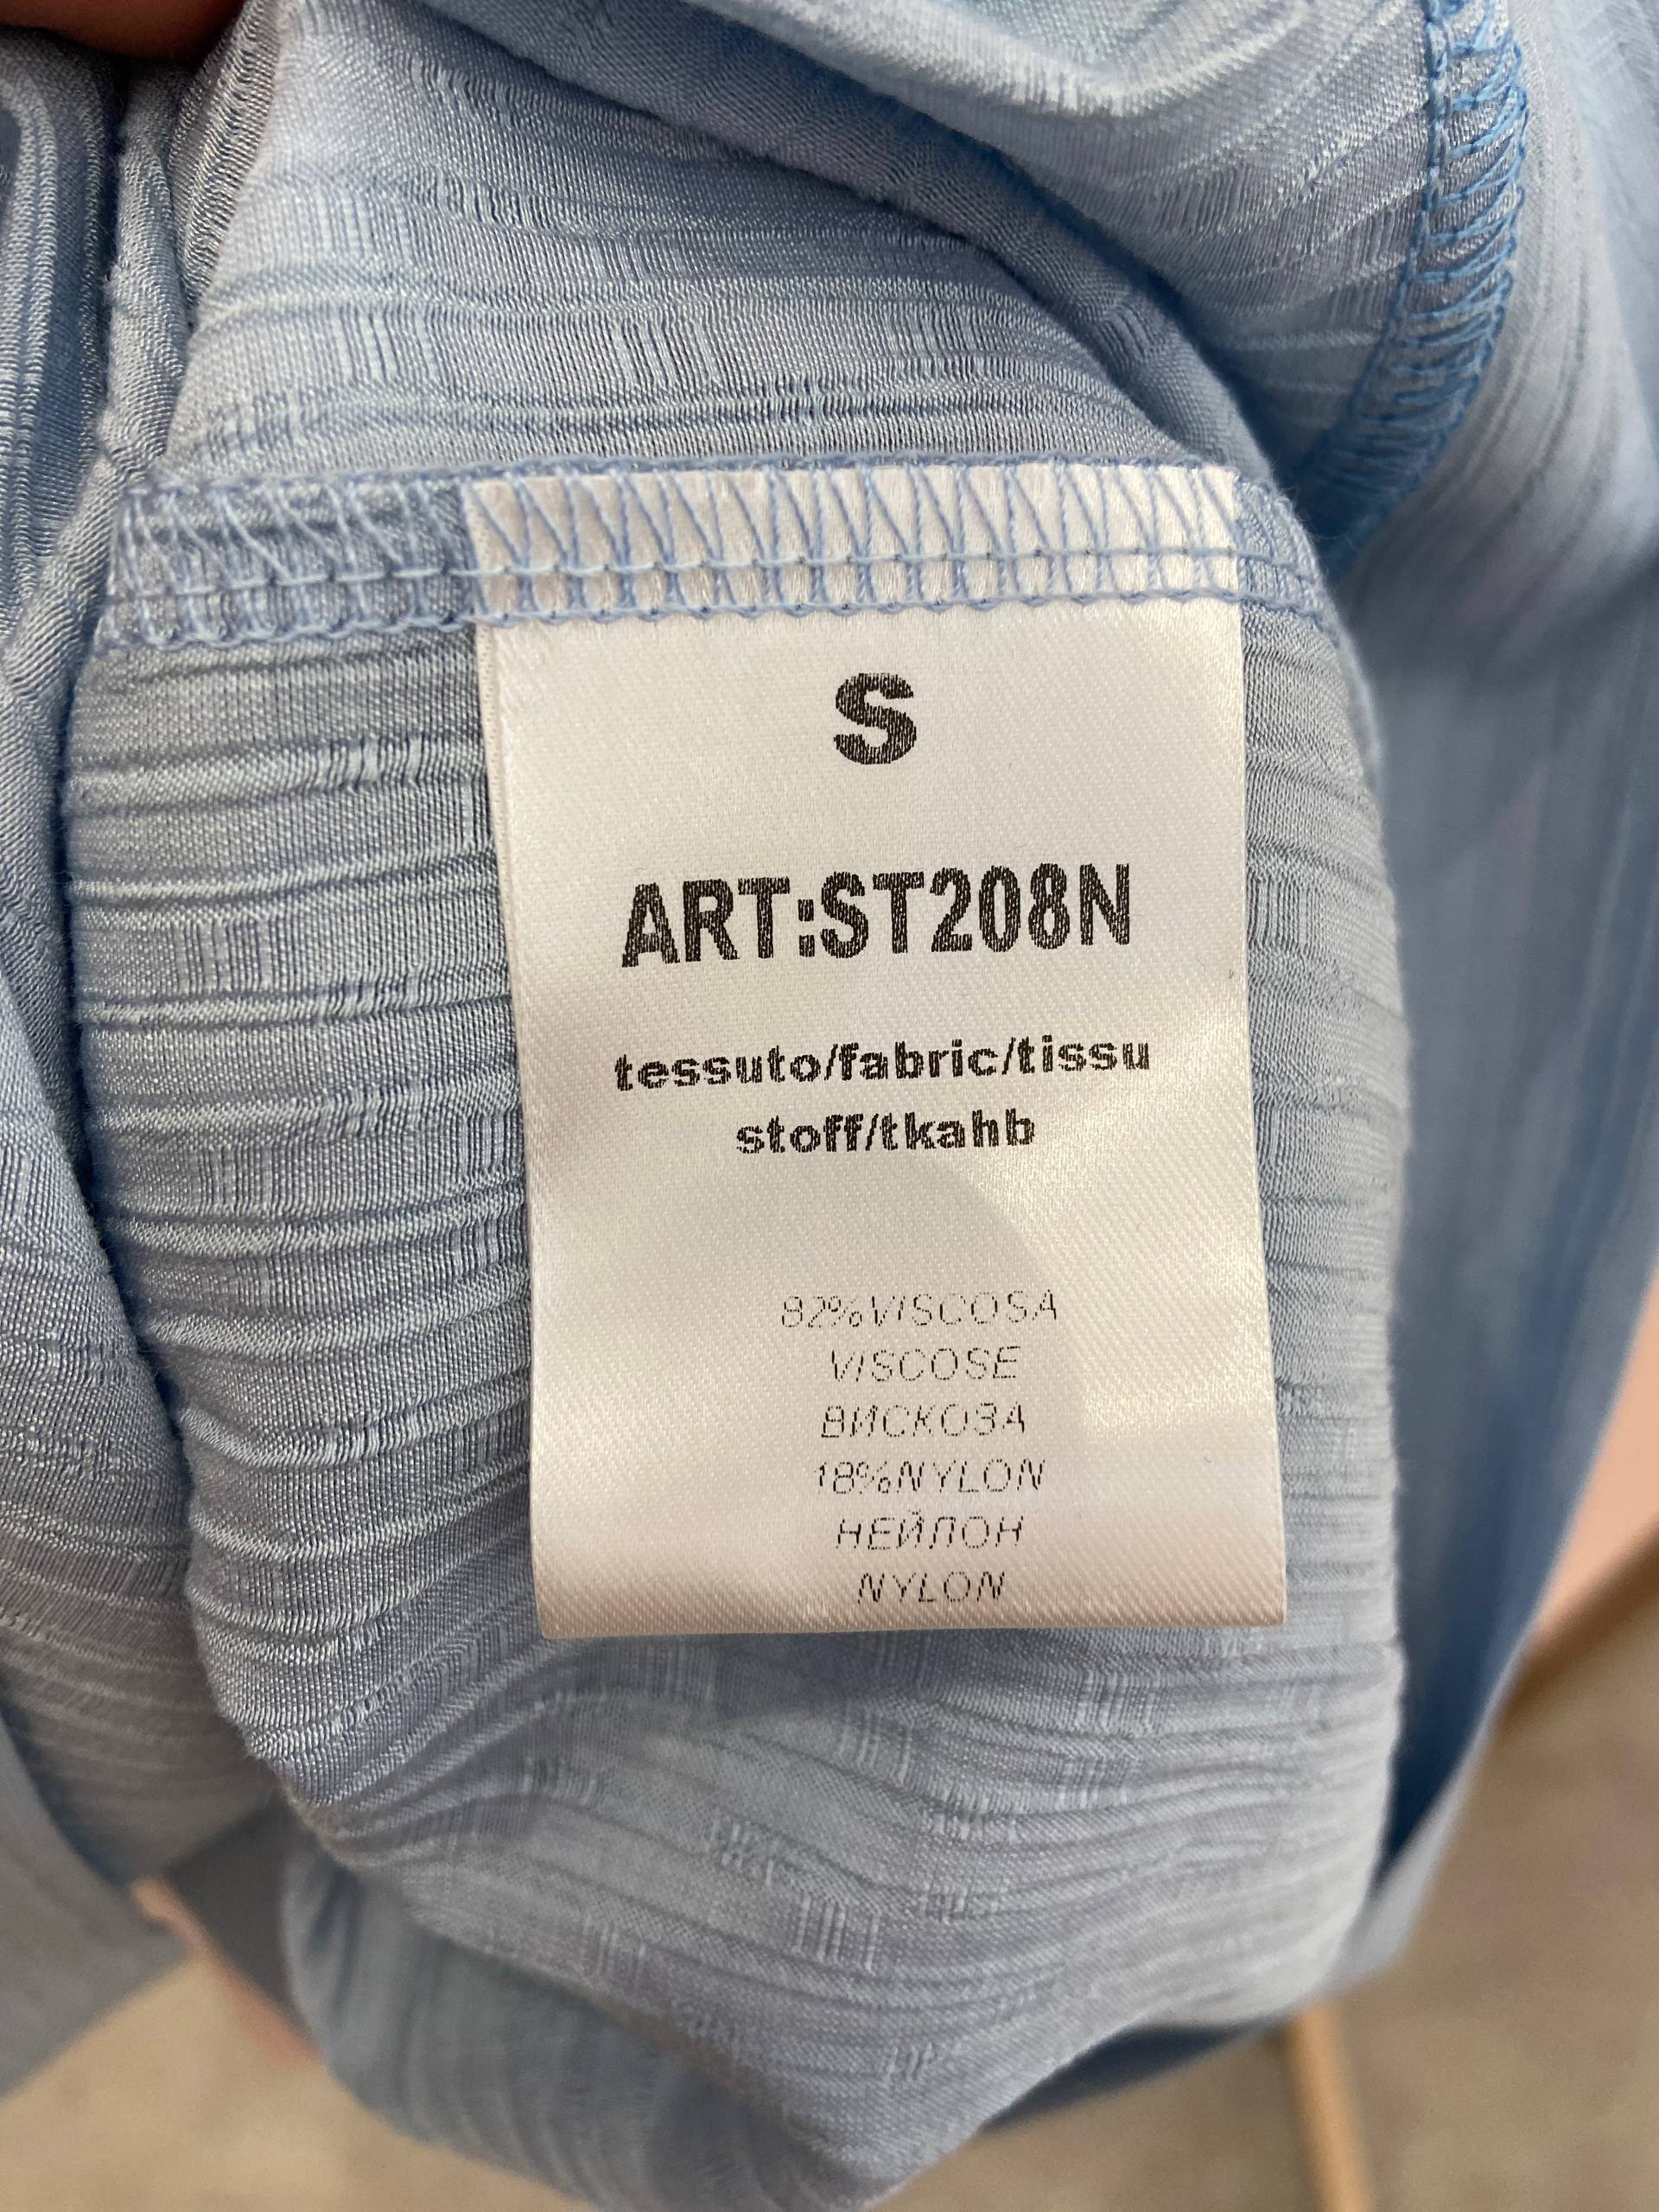 S
ART:ST208N
tessuto/fabric/tissu
stoff/tkahb
82%VISCOSA
VISCOSE
ВИСКОЗА
18%NYLON
НЕЙЛОН
NYLON